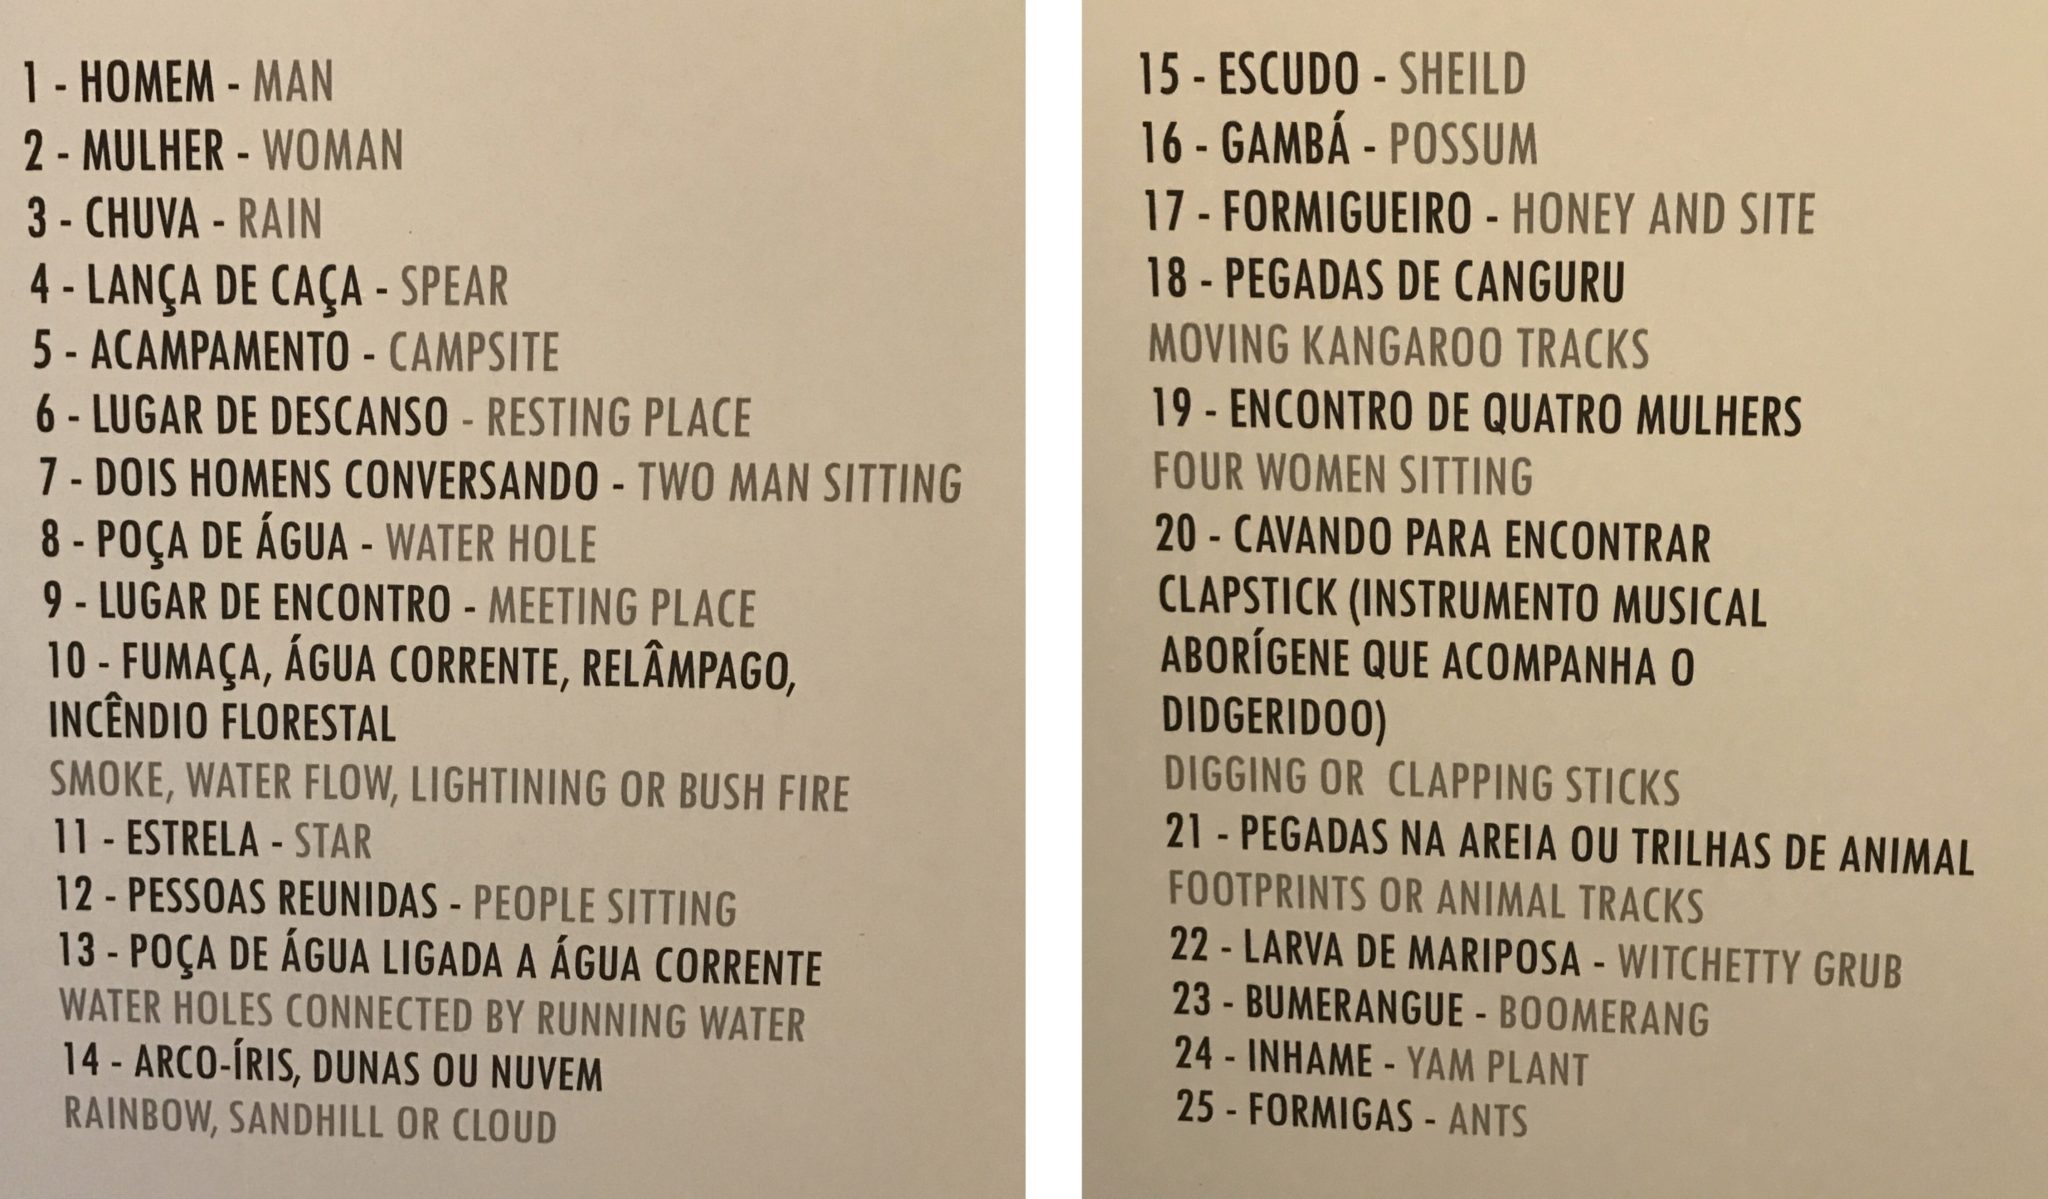 1 - HOMEM - MAN
2 - MULHER - WOMAN
3 - CHUVA - RAIN
4 - LANÇA DE CAÇA - SPEAR
5 - ACAMPAMENTO - CAMPSITE
6 - LUGAR DE DESCANSO - RESTING PLACE
7 - DOIS HOMENS CONVERSANDO - TWO MAN SITTING
8 - POÇA DE ÁGUA - WATER HOLE
9 - LUGAR DE ENCONTRO - MEETING PLACE
10 - FUMAÇA, ÁGUA CORRENTE, RELÂMPAGO,
INCÊNDIO FLORESTAL
SMOKE, WATER FLOW, LIGHTINING OR BUSH FIRE
11 - ESTRELA - STAR
12 - PESSOAS REUNIDAS - PEOPLE SITTING
13 - POÇA DE ÁGUA LIGADA A ÁGUA CORRENTE
WATER HOLES CONNECTED BY RUNNING WATER
14 - ARCO-ÍRIS, DUNAS OU NUVEM
RAINBOW, SANDHILL OR CLOUD
15 - ESCUDO - SHEILD
16 - GAMBÁ - POSSUM
17 - FORMIGUEIRO - HONEY AND SITE
18 - PEGADAS DE CANGURU
MOVING KANGAROO TRACKS
19 - ENCONTRO DE QUATRO MULHERS
FOUR WOMEN SITTING
20 - CAVANDO PARA ENCONTRAR
CLAPSTICK (INSTRUMENTO MUSICAL
ABORÍGENE QUE ACOMPANHA O
DIDGERIDOO)
DIGGING OR CLAPPING STICKS
21 - PEGADAS NA AREIA OU TRILHAS DE ANIMAL
FOOTPRINTS OR ANIMAL TRACKS
22 - LARVA DE MARIPOSA - WITCHETTY GRUB
23 - BUMERANGUE - BOOMERANG
24 - INHAME - YAM PLANT
25 - FORMIGAS - ANTS